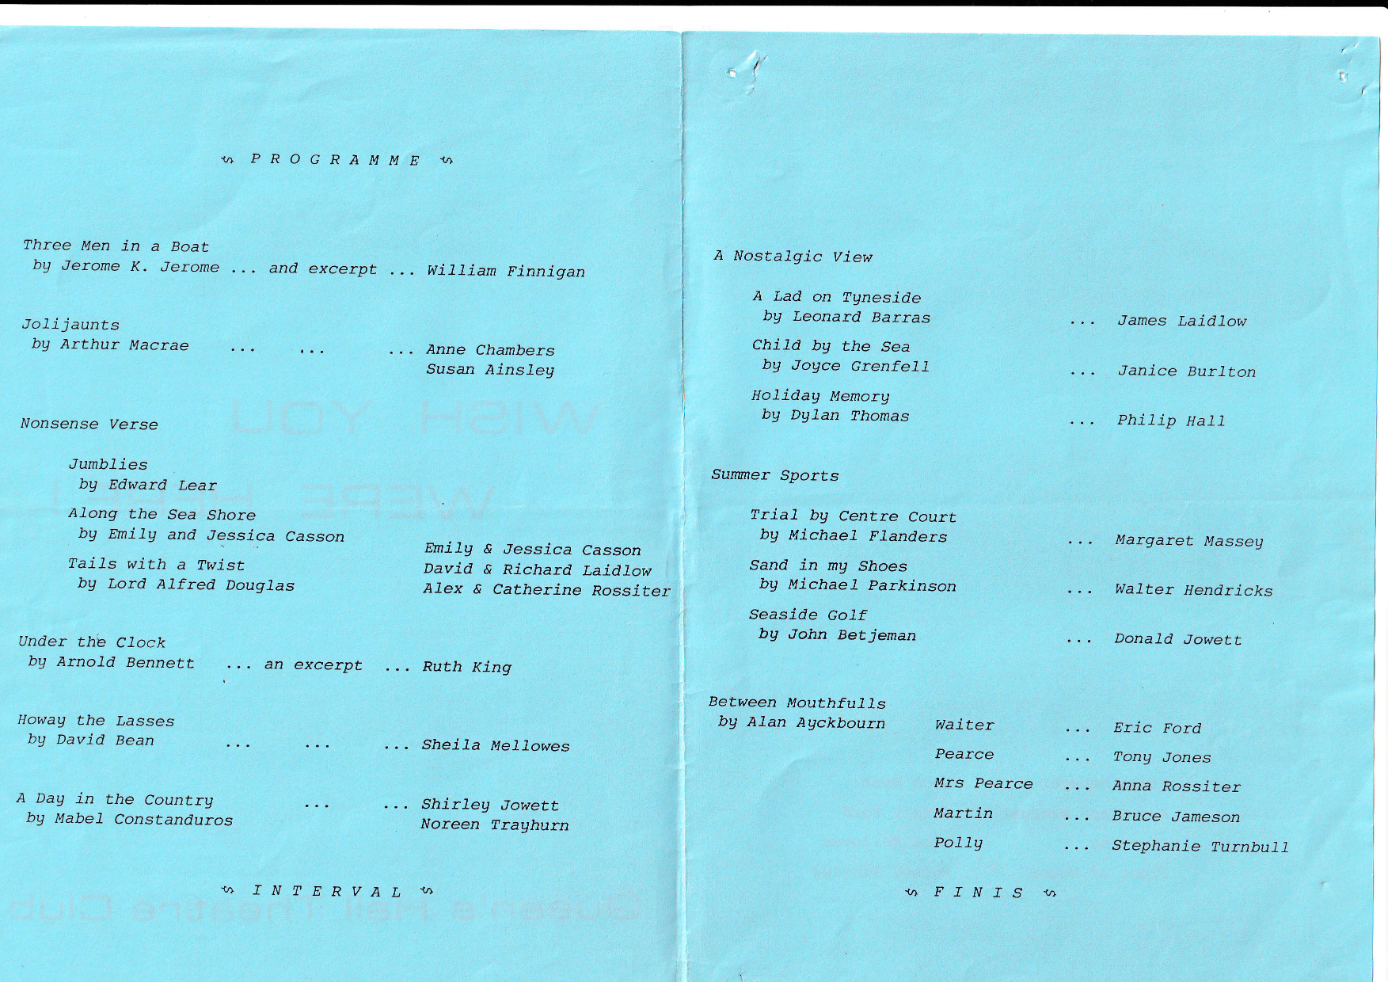 PROGRAMME
Three Men in a Boat
by Jerome K. Jerome ... and excerpt ... William Finnigan
Jolijaunts
by Arthur Macrae ... ... ... Anne Chambers
Susan Ainsley
Nonsense Verse
Jumblies
by Edward Lear
Along the Sea Shore
by Emily and Jessica Casson
Emily & Jessica Casson
Tails with a Twist
David & Richard Laidlow
by Lord Alfred Douglas
Alex & Catherine Rossiter
Under the Clock
by Arnold Bennett ... an excerpt ... Ruth King
Howay the Lasses
by David Bean ... ... ... Sheila Mellowes
A Day in the Country ... ... Shirley Jowett
by Mabel Constanduros
Noreen Trayhurn
INTERVAL
A Nostalgic View
A Lad on Tyneside
by Leonard Barras ... James Laidlow
Child by the Sea
by Joyce Grenfell ... Janice Burlton
Holiday Memory
by Dylan Thomas ... Philip Hall
Summer Sports
Trial by Centre Court
by Michael Flanders ... Margaret Massey
Sand in my Shoes
by Michael Parkinson ... Walter Hendricks
Seaside Golf
by John Betjeman ... Donald Jowett
Between Mouthfulls
by Alan Ayckbourn Waiter ... Eric Ford
Pearce ... Tony Jones
Mrs Pearce ... Anna Rossiter
Martin ... Bruce Jameson
Polly ... Stephanie Turnbull
FINIS
WISH YOU
WERE HERE!
Queen's Hall Theatre Club